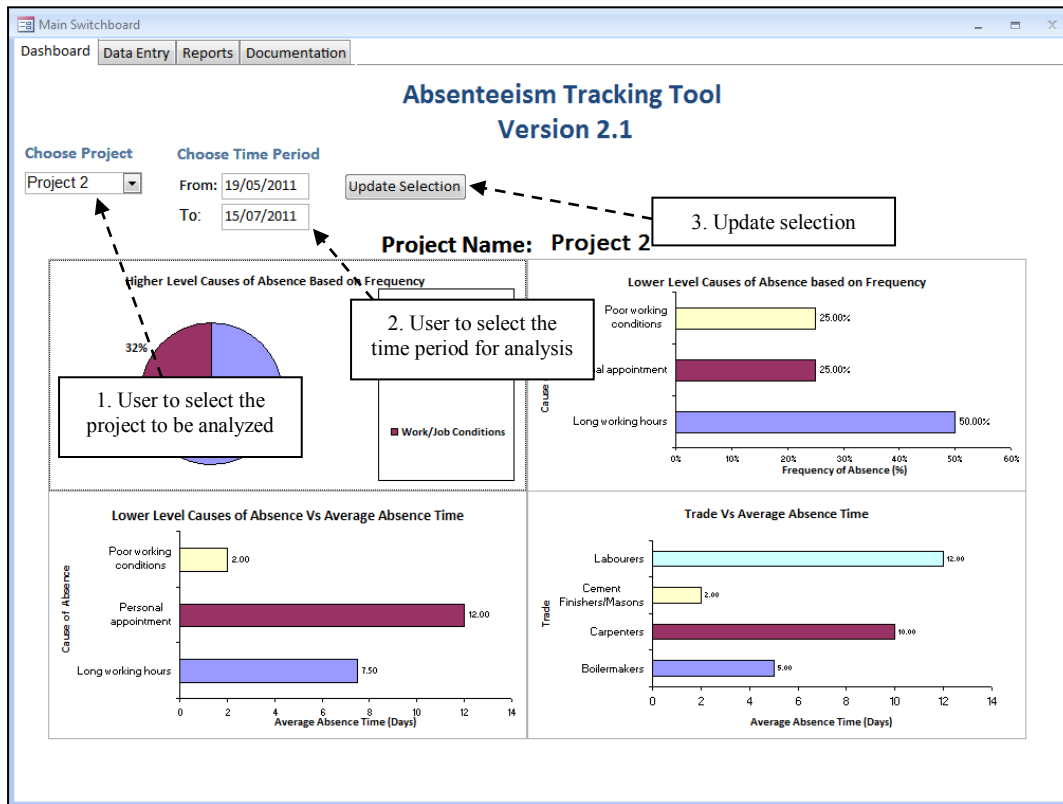 Main Switchboard
Dashboard Data Entry Reports Documentation
Absenteeism Tracking Tool
Version 2.1
Choose Project
Choose Time Period
Project 2
From: 19/05/2011
To: 15/07/2011
Update Selection
3. Update selection
Project Name: Project 2
Higher Level Causes of Absence Based on Frequency
32%
Work/Job Conditions
1. User to select the
project to be analyzed
2. User to select the
time period for analysis
Lower Level Causes of Absence based on Frequency
Poor working
conditions
25.00%
appointment
25.00%
Long working hours
50.00%
0% 10% 20% 30% 40% 50% 60%
Frequency of Absence (%)
Lower Level Causes of Absence Vs Average Absence Time
Cause of Absence
Poor working
conditions
2.00
Personal
appointment
12.00
Long working hours
7.50
0 2 4 6 8 10 12 14
Average Absence Time (Days)
Trade Vs Average Absence Time
Trade
Labourers
12.00
Cement
Finishers/Masons
2.00
Carpenters
10.00
Boilermakers
5.00
0 2 4 6 8 10 12 14
Average Absence Time (Days)